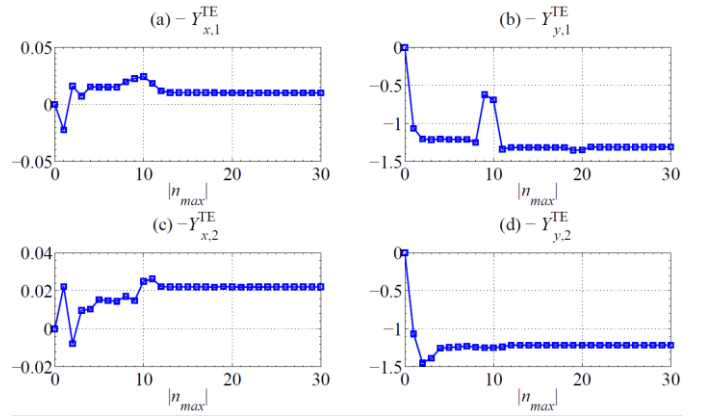 (a) − Y^TE_x,1
(b) − Y^TE_y,1
0.05
0
−0.05
0 10 20 30
|n_max|
0
−0.5
−1
−1.5
0 10 20 30
|n_max|
(c) −Y^TE_x,2
(d) − Y^TE_y,2
0.04
0.02
0
−0.02
0 10 20 30
|n_max|
0
−0.5
−1
−1.5
0 10 20 30
|n_max|